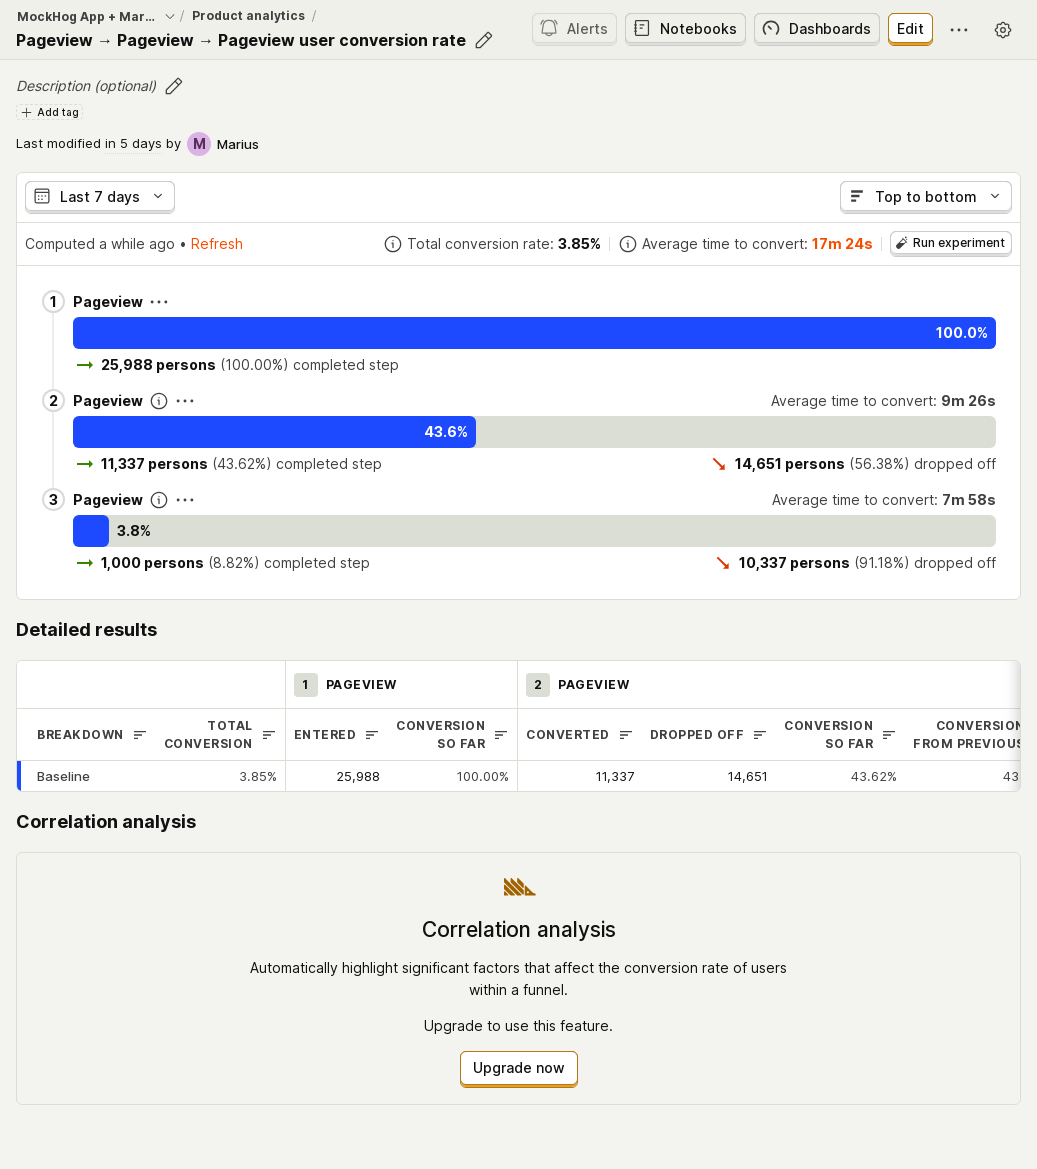 MockHog App + Mar... / Product analytics /
Pageview → Pageview → Pageview user conversion rate
Alerts Notebooks Dashboards Edit
Description (optional)
Add tag
Last modified in 5 days by M Marius
Last 7 days Top to bottom
Computed a while ago • Refresh Total conversion rate: 3.85% Average time to convert: 17m 24s Run experiment
1 Pageview
100.0%
25,988 persons (100.00%) completed step
2 Pageview Average time to convert: 9m 26s
43.6%
11,337 persons (43.62%) completed step 14,651 persons (56.38%) dropped off
3 Pageview Average time to convert: 7m 58s
3.8%
1,000 persons (8.82%) completed step 10,337 persons (91.18%) dropped off
Detailed results
1 PAGEVIEW 2 PAGEVIEW
BREAKDOWN TOTAL CONVERSION ENTERED CONVERSION SO FAR CONVERTED DROPPED OFF CONVERSION SO FAR CONVERSION FROM PREVIOUS
Baseline 3.85% 25,988 100.00% 11,337 14,651 43.62% 43
Correlation analysis
Correlation analysis
Automatically highlight significant factors that affect the conversion rate of users
within a funnel.
Upgrade to use this feature.
Upgrade now